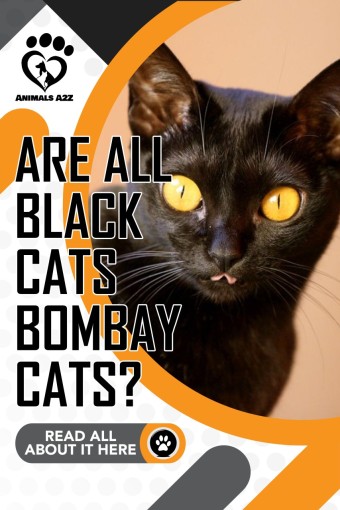 ANIMALS A2Z
ARE ALL
BLACK
CATS
BOMBAY
CATS?
READ ALL
ABOUT IT HERE